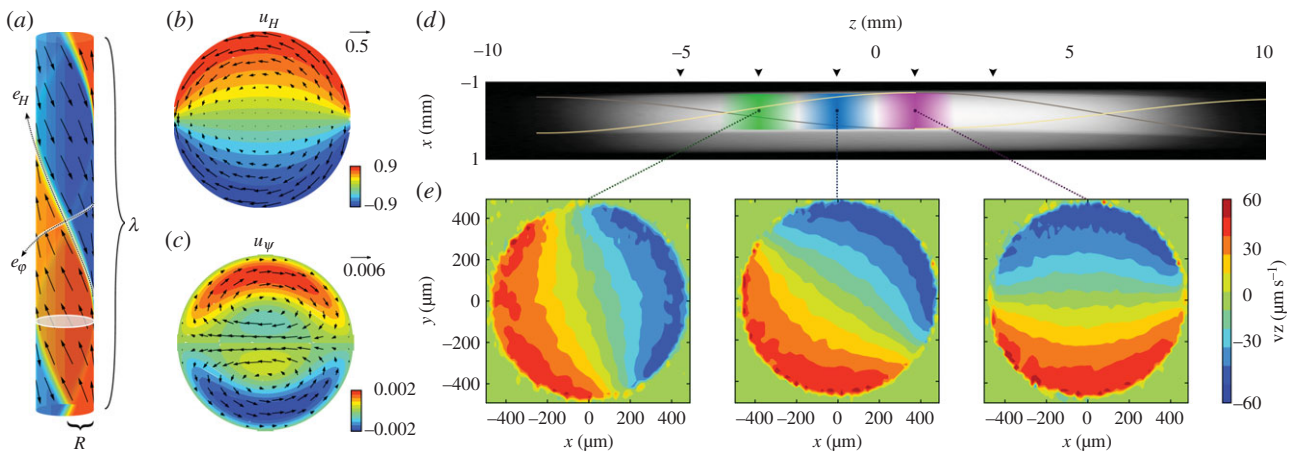 (a)
e_H
e_φ
λ
R
(b)
u_H
0.5
0.9
−0.9
(c)
u_ψ
0.006
0.002
−0.002
(d)
z (mm)
−10 −5 0 5 10
x (mm)
−1
1
(e)
y (µm)
400
200
0
−200
−400
−400 −200 0 200 400
x (µm)
−400 −200 0 200 400
x (µm)
−400 −200 0 200 400
x (µm)
60
30
0
−30
−60
vz (µm s⁻¹)